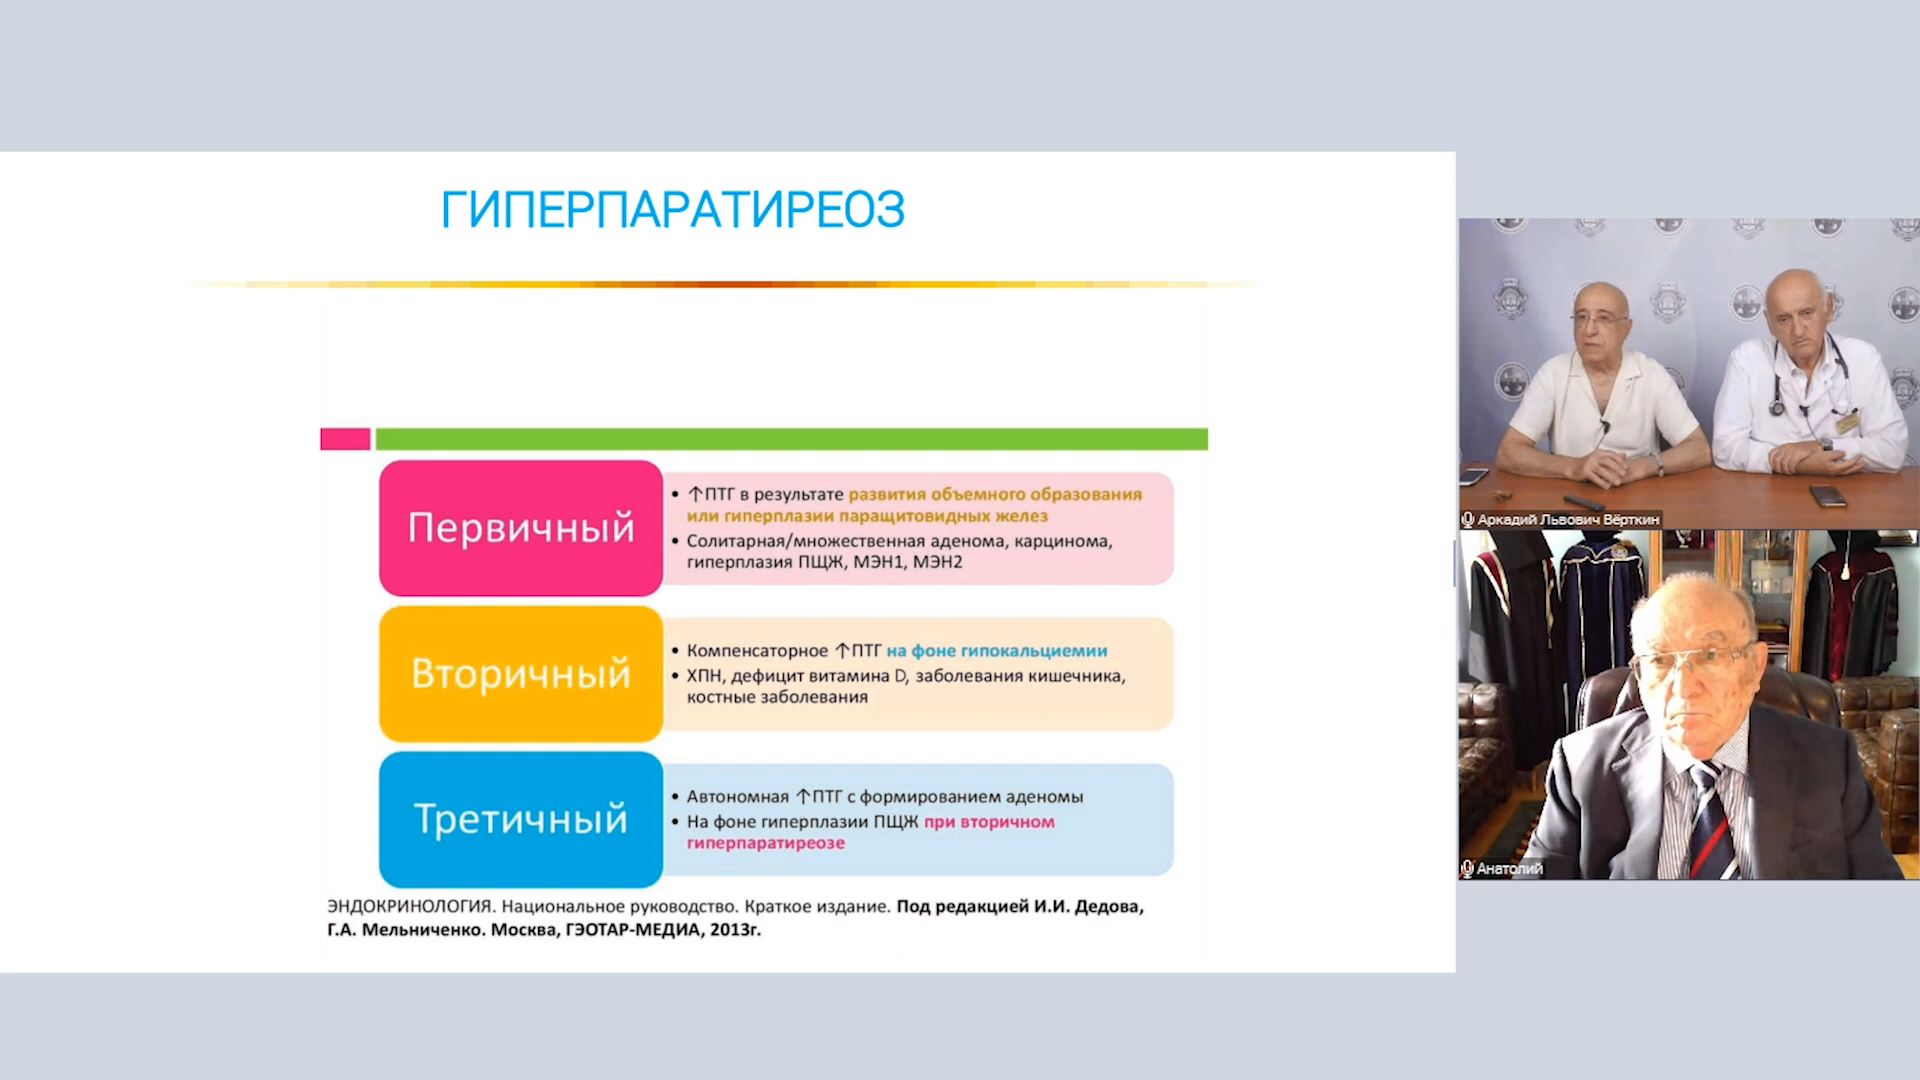 ГИПЕРПАРАТИРЕОЗ
Первичный
• ↑ПТГ в результате развития объемного образования
или гиперплазии паращитовидных желез
• Солитарная/множественная аденома, карцинома,
гиперплазия ПЩЖ, МЭН1, МЭН2
Вторичный
• Компенсаторное ↑ПТГ на фоне гипокальциемии
• ХПН, дефицит витамина D, заболевания кишечника,
костные заболевания
Третичный
• Автономная ↑ПТГ с формированием аденомы
• На фоне гиперплазии ПЩЖ при вторичном
гиперпаратиреозе
ЭНДОКРИНОЛОГИЯ. Национальное руководство. Краткое издание. Под редакцией И.И. Дедова,
Г.А. Мельниченко. Москва, ГЭОТАР-МЕДИА, 2013г.
Аркадий Львович Вёрткин
Анатолий